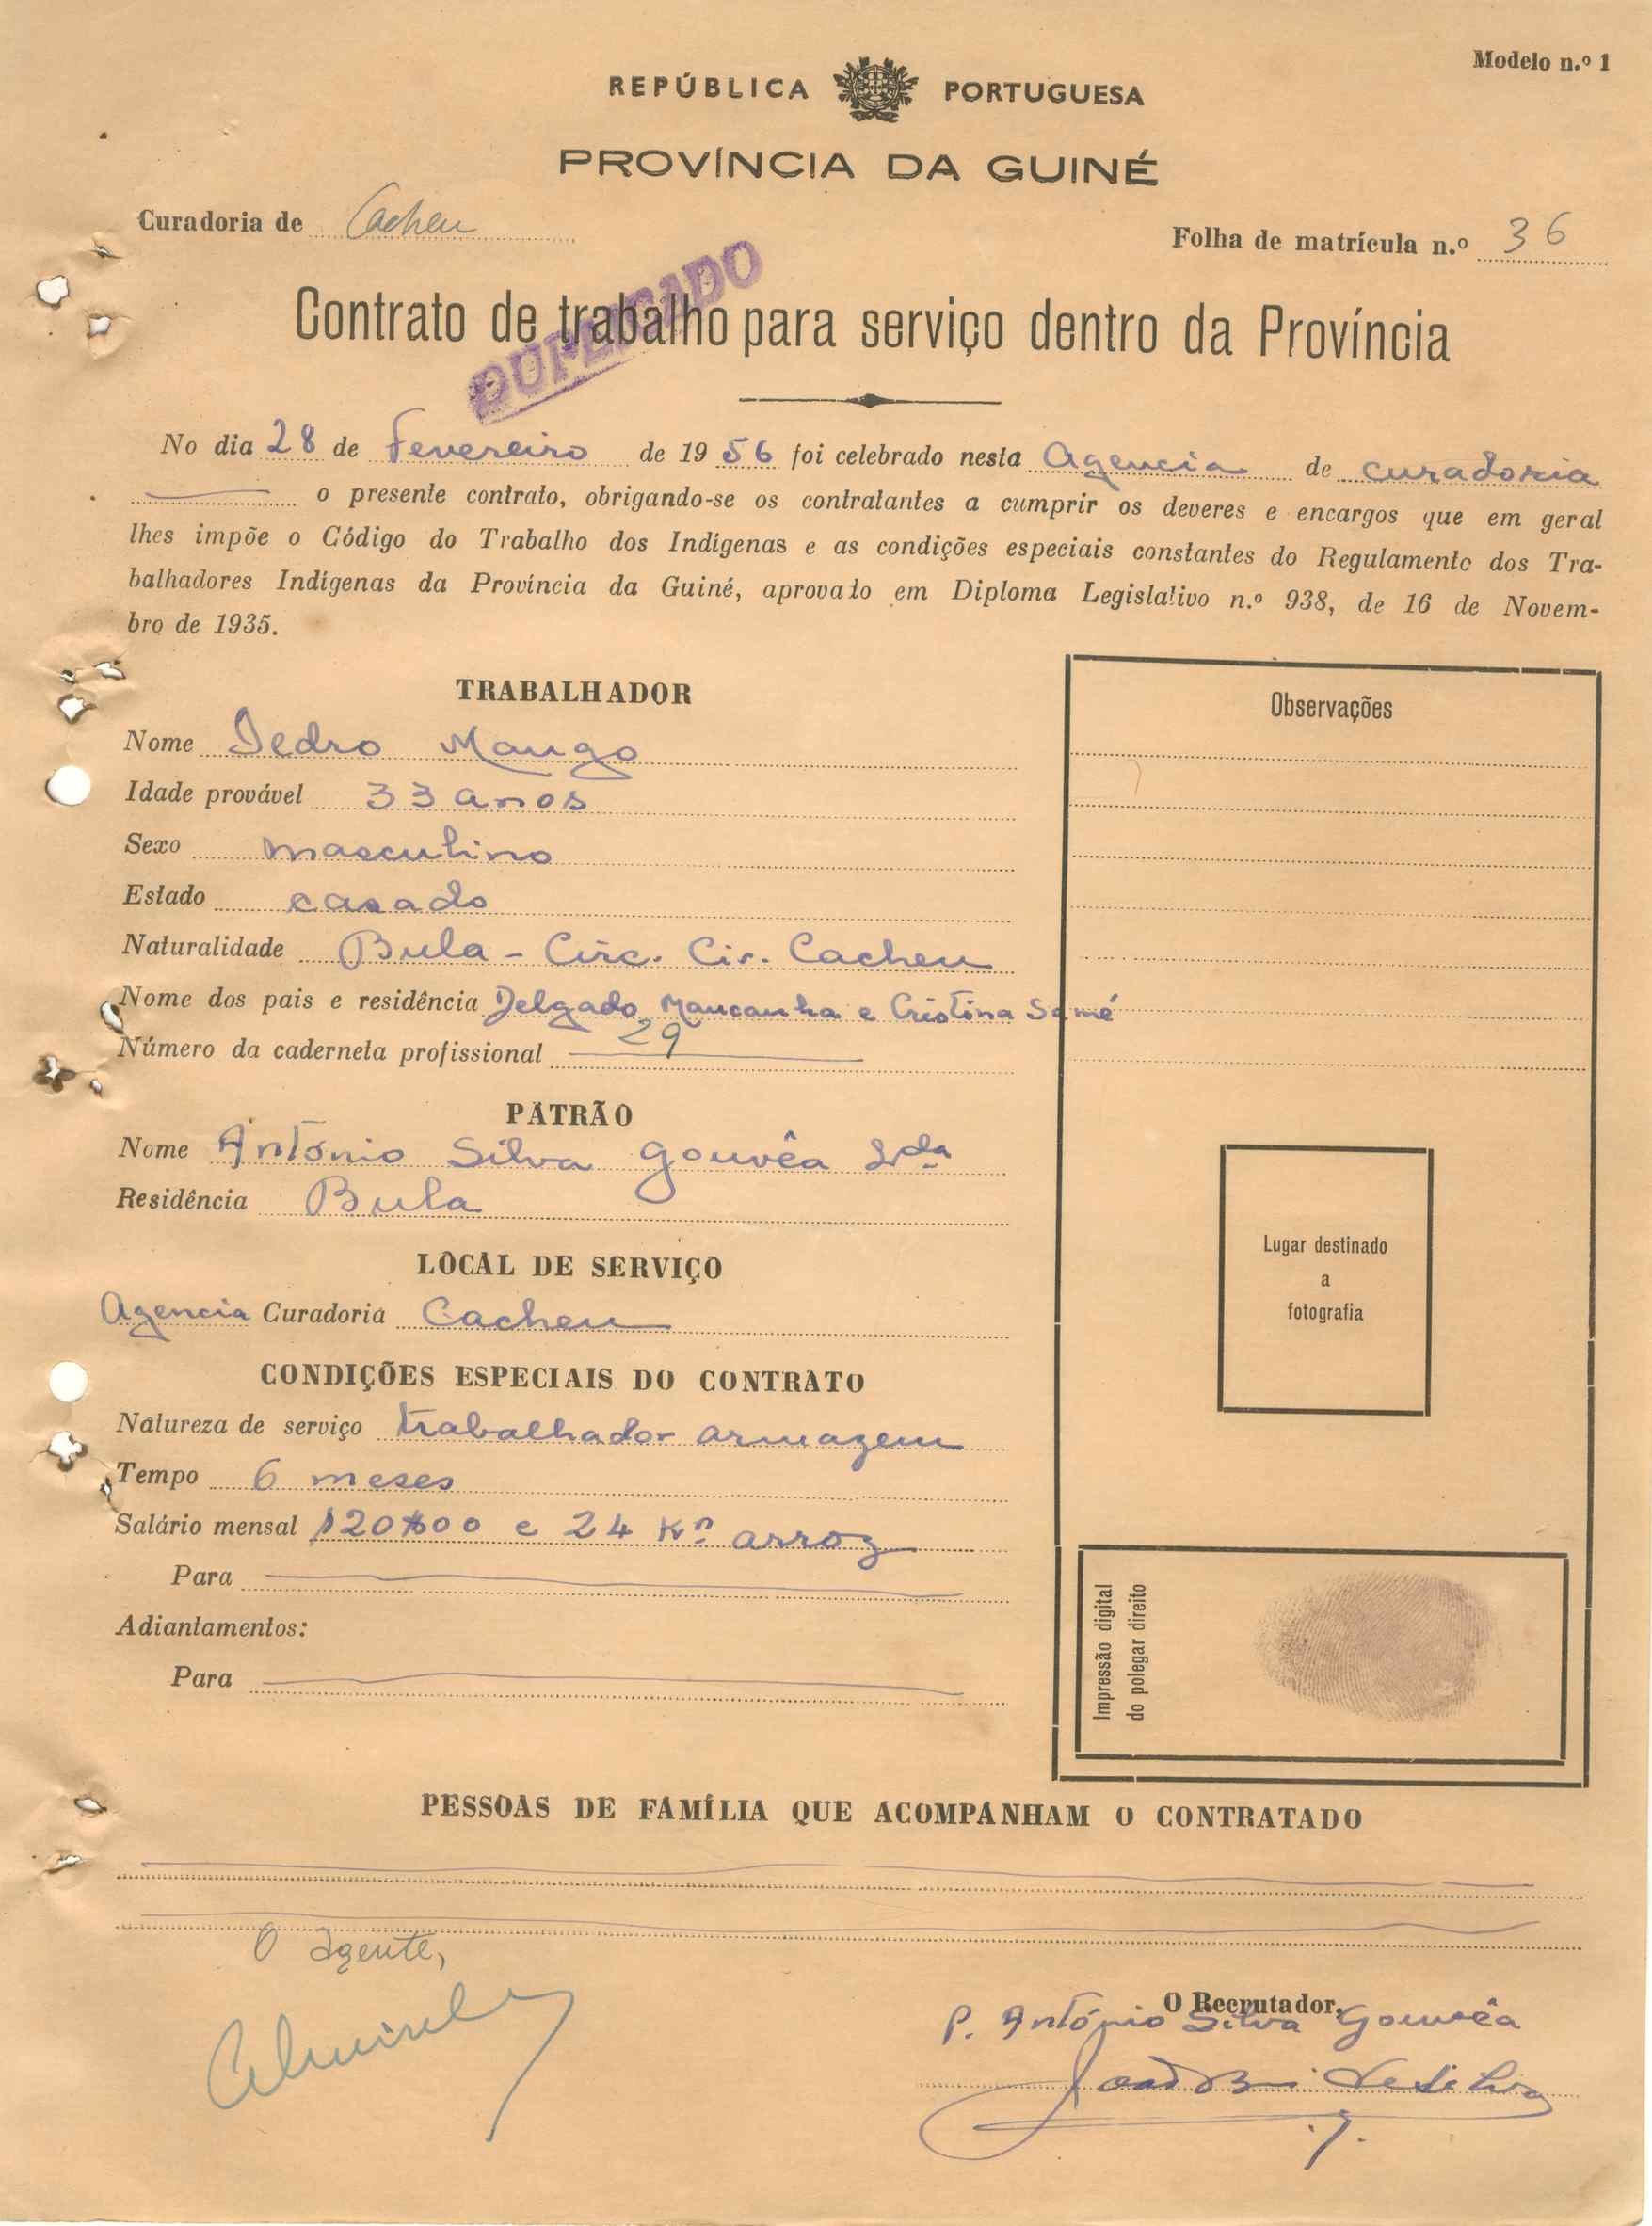 Modelo n.º 1
REPÚBLICA PORTUGUESA
PROVÍNCIA DA GUINÉ
Curadoria de Cacheu
Folha de matrícula n.º 36
DUPLICADO
Contrato de trabalho para serviço dentro da Província
No dia 28 de Fevereiro de 1956 foi celebrado nesta Agencia de curadoria
o presente contrato, obrigando-se os contratantes a cumprir os deveres e encargos que em geral
lhes impõe o Código do Trabalho dos Indígenas e as condições especiais constantes do Regulamento dos Tra-
balhadores Indígenas da Província da Guiné, aprovado em Diploma Legislativo n.º 938, de 16 de Novem-
bro de 1935.
TRABALHADOR
Nome Pedro Mango
Idade provável 33 anos
Sexo masculino
Estado casado
Naturalidade Bula - Circ. Civ. Cacheu
Nome dos pais e residência Delgado Mancanha e Cristina Samé
Número da caderneta profissional 29
Observações
PATRÃO
Nome António Silva Gouvêa Lda
Residência Bula
LOCAL DE SERVIÇO
Agencia Curadoria Cacheu
CONDIÇÕES ESPECIAIS DO CONTRATO
Natureza de serviço trabalhador armazem
Tempo 6 meses
Salário mensal 120$00 e 24 Kº arroz
Para
Adiantamentos:
Para
Lugar destinado
a
fotografia
Impressão digital
do polegar direito
PESSOAS DE FAMÍLIA QUE ACOMPANHAM O CONTRATADO
O agente,
O Recrutador,
P. António Silva Gouvêa